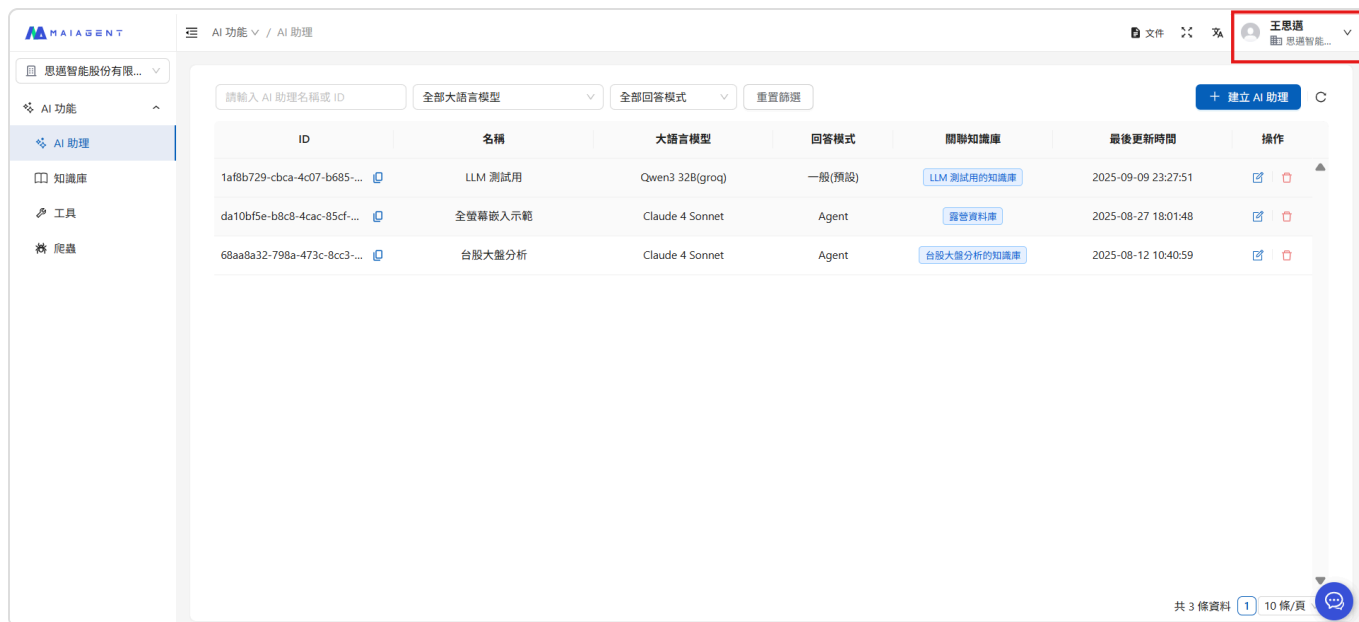 MAIAGENT
AI 功能 / AI 助理
文件
王思邁
思邁智能...
思邁智能股份有限...
AI 功能
AI 助理
知識庫
工具
爬蟲
請輸入 AI 助理名稱或 ID
全部大語言模型
全部回答模式
重置篩選
建立 AI 助理
ID 名稱 大語言模型 回答模式 關聯知識庫 最後更新時間 操作
1af8b729-cbca-4c07-b685-... LLM 測試用 Qwen3 32B(groq) 一般(預設) LLM 測試用的知識庫 2025-09-09 23:27:51
da10bf5e-b8c8-4cac-85cf-... 全螢幕嵌入示範 Claude 4 Sonnet Agent 露營資料庫 2025-08-27 18:01:48
68aa8a32-798a-473c-8cc3-... 台股大盤分析 Claude 4 Sonnet Agent 台股大盤分析的知識庫 2025-08-12 10:40:59
共 3 條資料 1 10 條/頁